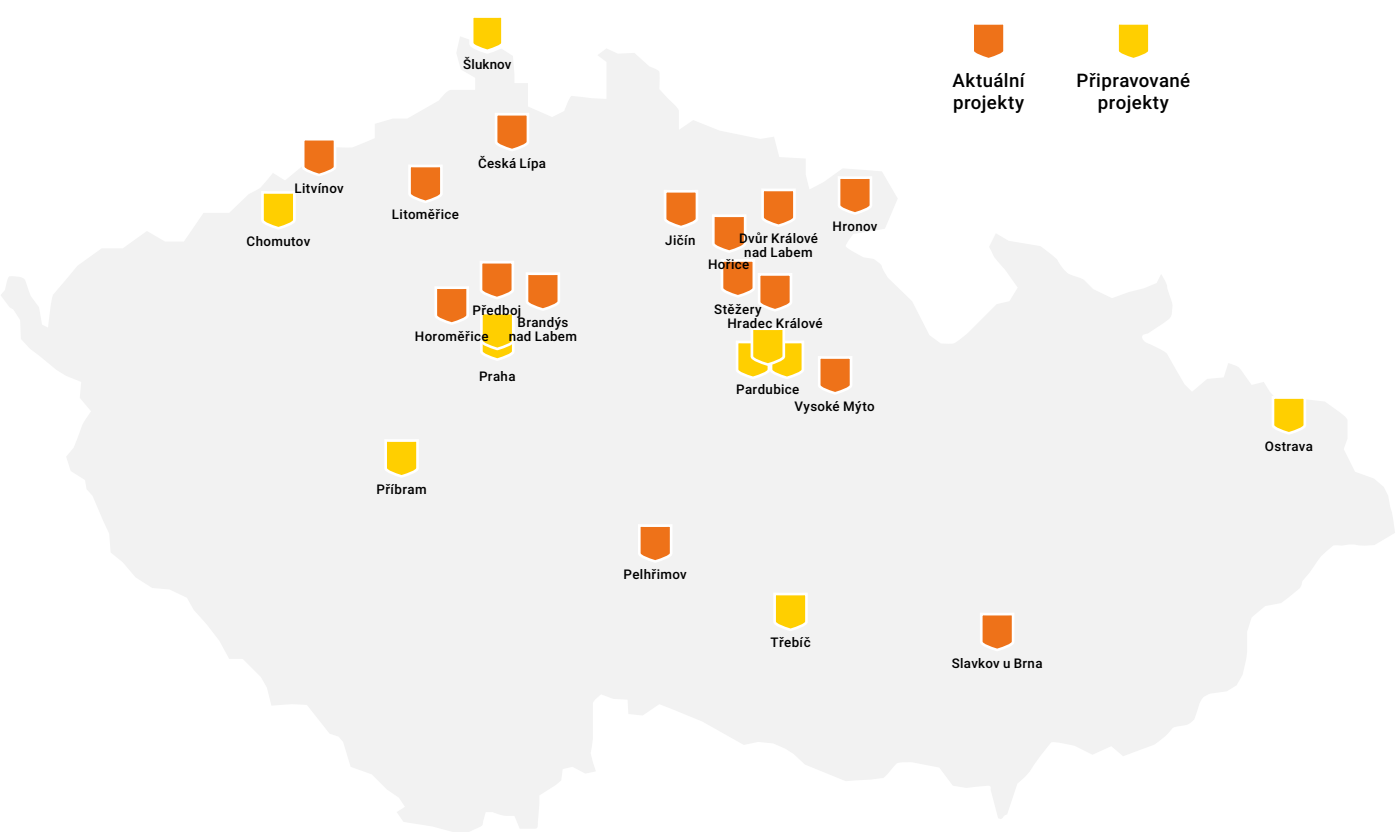 Šluknov
Aktuální
projekty
Připravované
projekty
Česká Lípa
Litvínov
Litoměřice
Chomutov
Jičín
Dvůr Králové
nad Labem
Hronov
Hořice
Stěžery
Hradec Králové
Předboj
Brandýs
nad Labem
Horoměřice
Praha
Pardubice
Vysoké Mýto
Ostrava
Příbram
Pelhřimov
Třebíč
Slavkov u Brna